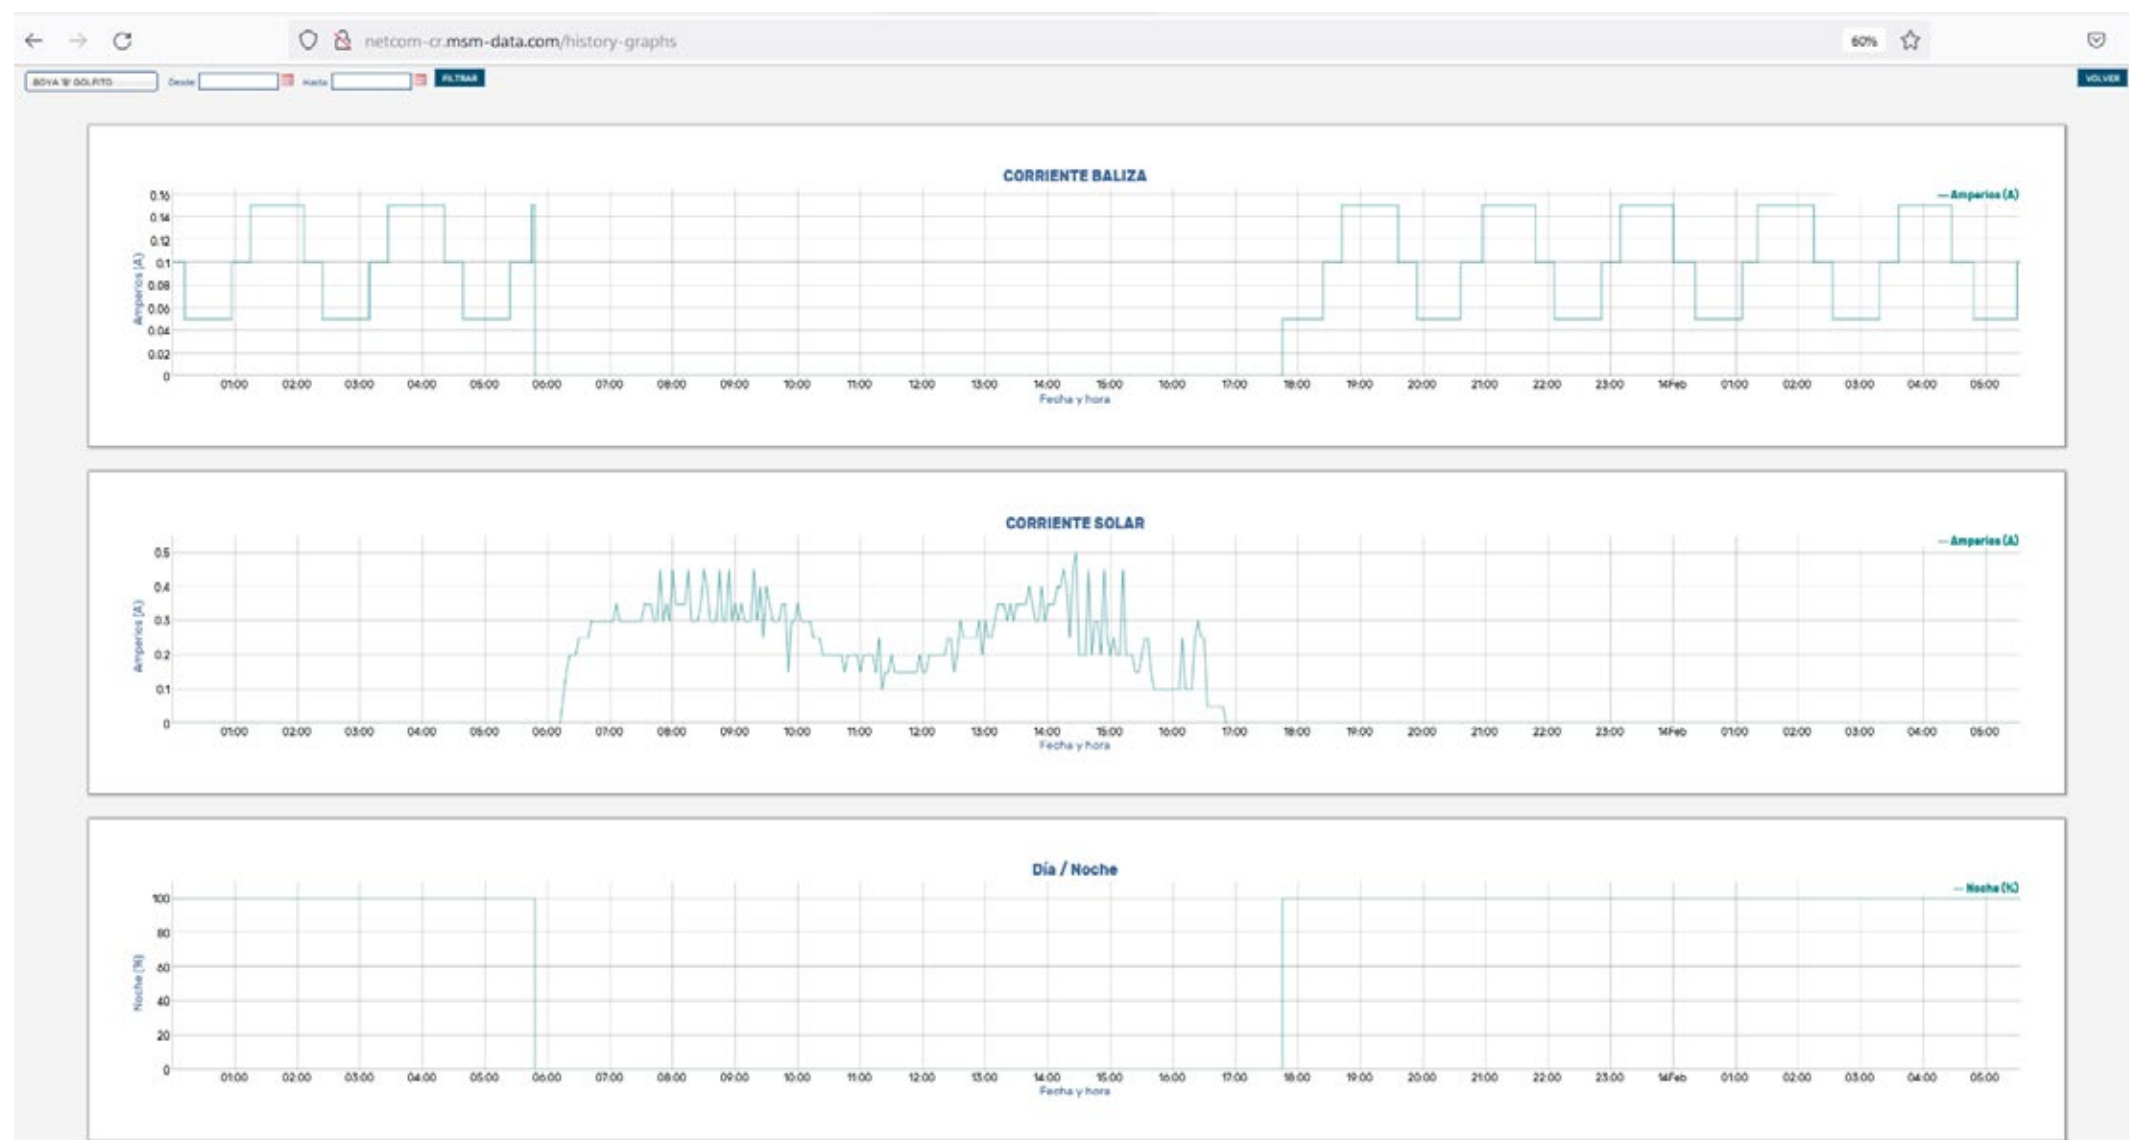 netcom-cr.msm-data.com/history-graphs 60%
Desde Hasta FILTRAR VOLVER
CORRIENTE BALIZA
Amperios (A)
0.16
0.14
0.12
0.1
0.08
0.06
0.04
0.02
0
Amperios (A)
01:00 02:00 03:00 04:00 05:00 06:00 07:00 08:00 09:00 10:00 11:00 12:00 13:00 14:00 15:00 16:00 17:00 18:00 19:00 20:00 21:00 22:00 23:00 14Feb 01:00 02:00 03:00 04:00 05:00
Fecha y hora
CORRIENTE SOLAR
Amperios (A)
0.5
0.4
0.3
0.2
0.1
0
Amperios (A)
01:00 02:00 03:00 04:00 05:00 06:00 07:00 08:00 09:00 10:00 11:00 12:00 13:00 14:00 15:00 16:00 17:00 18:00 19:00 20:00 21:00 22:00 23:00 14Feb 01:00 02:00 03:00 04:00 05:00
Fecha y hora
Día / Noche
Noche (%)
100
80
60
40
20
0
Noche (%)
01:00 02:00 03:00 04:00 05:00 06:00 07:00 08:00 09:00 10:00 11:00 12:00 13:00 14:00 15:00 16:00 17:00 18:00 19:00 20:00 21:00 22:00 23:00 14Feb 01:00 02:00 03:00 04:00 05:00
Fecha y hora